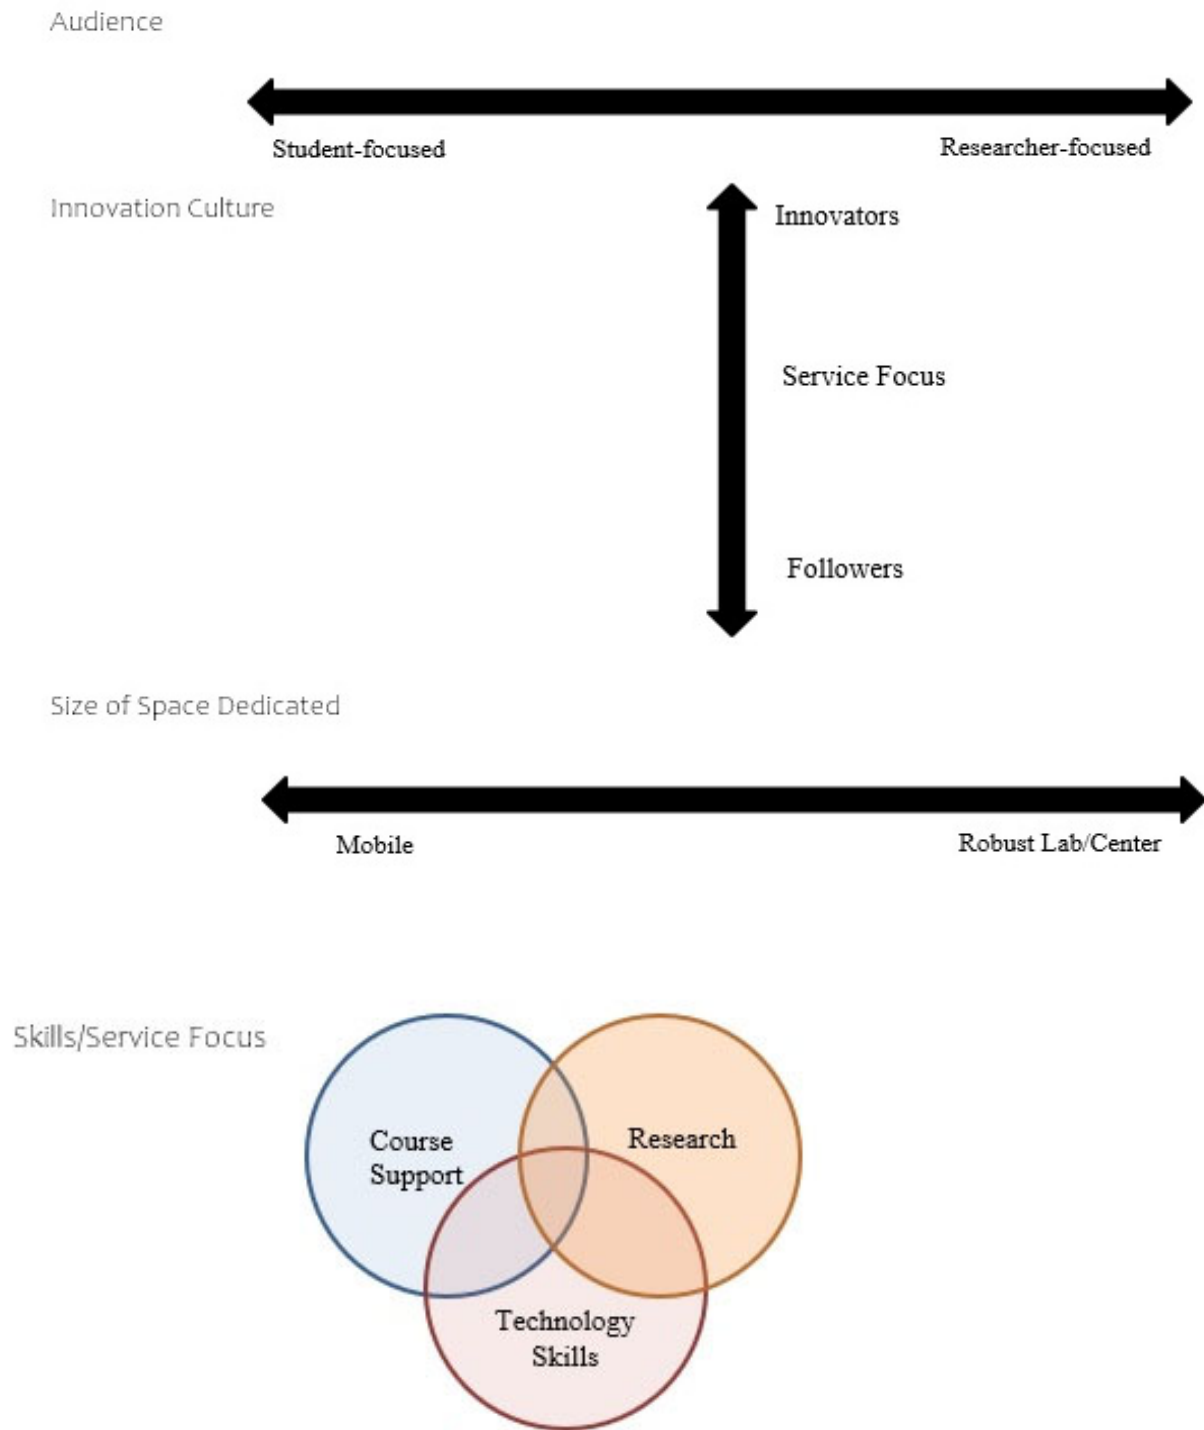 Audience
Student-focused
Researcher-focused
Innovation Culture
Innovators
Service Focus
Followers
Size of Space Dedicated
Mobile
Robust Lab/Center
Skills/Service Focus
Course
Support
Research
Technology
Skills